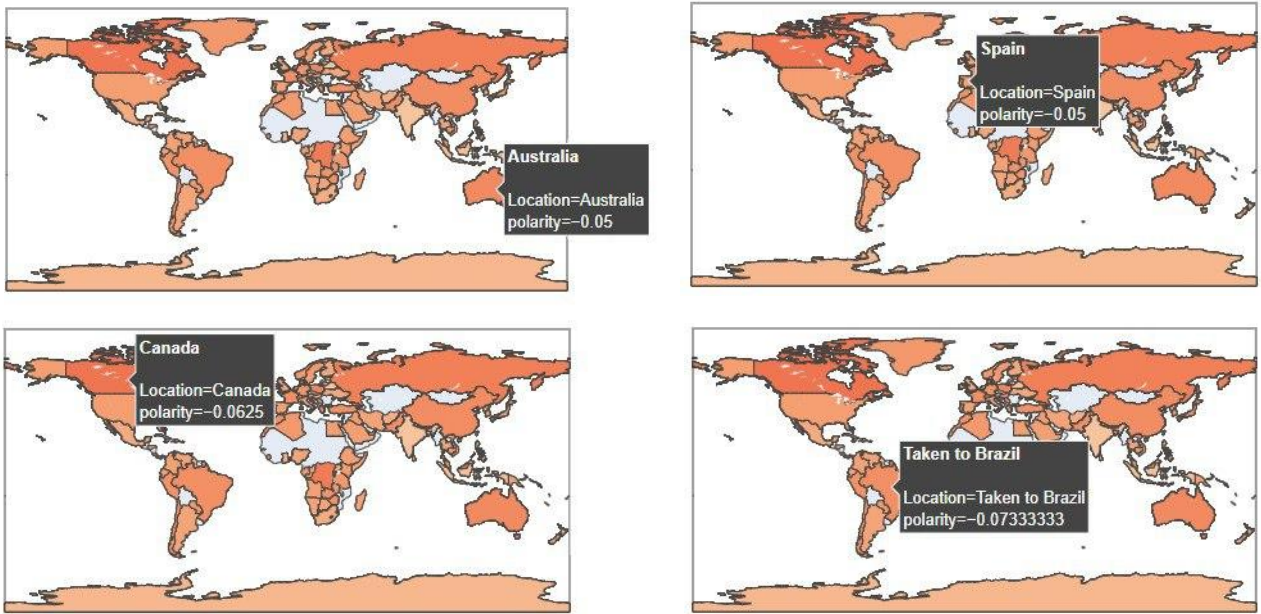 Australia
Location=Australia
polarity=−0.05
Spain
Location=Spain
polarity=−0.05
Canada
Location=Canada
polarity=−0.0625
Taken to Brazil
Location=Taken to Brazil
polarity=−0.07333333